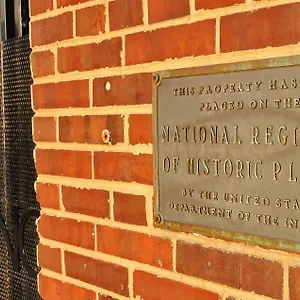 THIS PROPERTY HAS
PLACED ON THE
NATIONAL REGI
OF HISTORIC PL
BY THE UNITED STA
DEPARTMENT OF THE IN